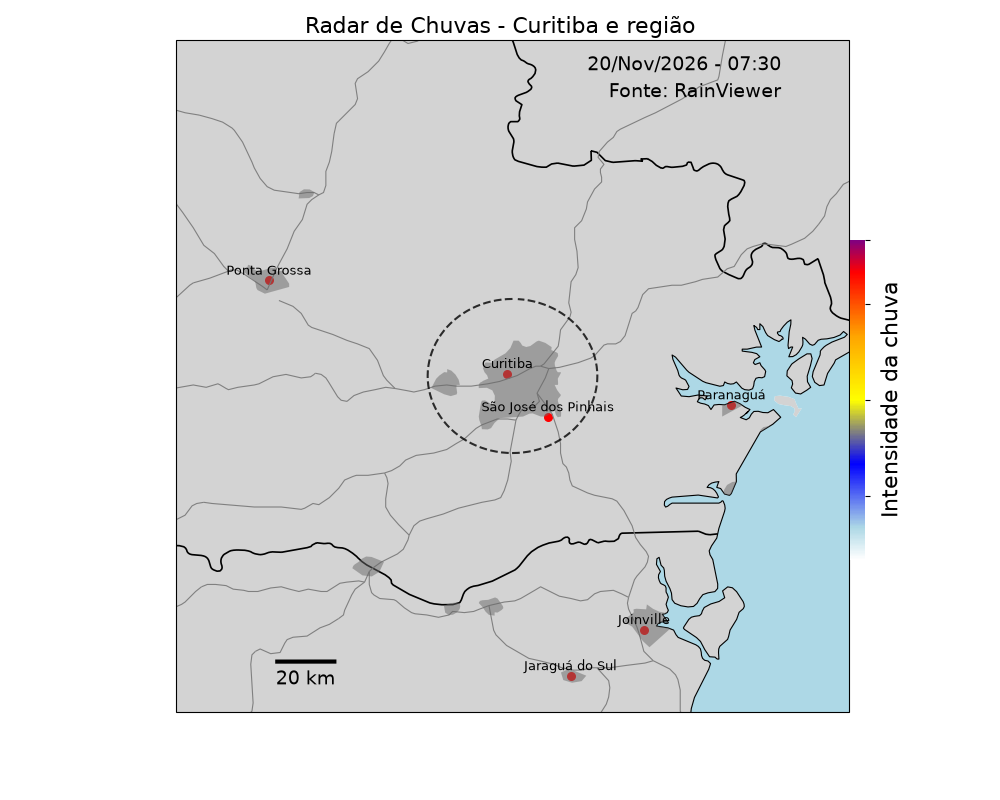 Radar de Chuvas - Curitiba e região
20/Nov/2026 - 07:30
Fonte: RainViewer
Ponta Grossa
Curitiba
Paranaguá
São José dos Pinhais
Intensidade da chuva
Joinville
Jaraguá do Sul
20 km